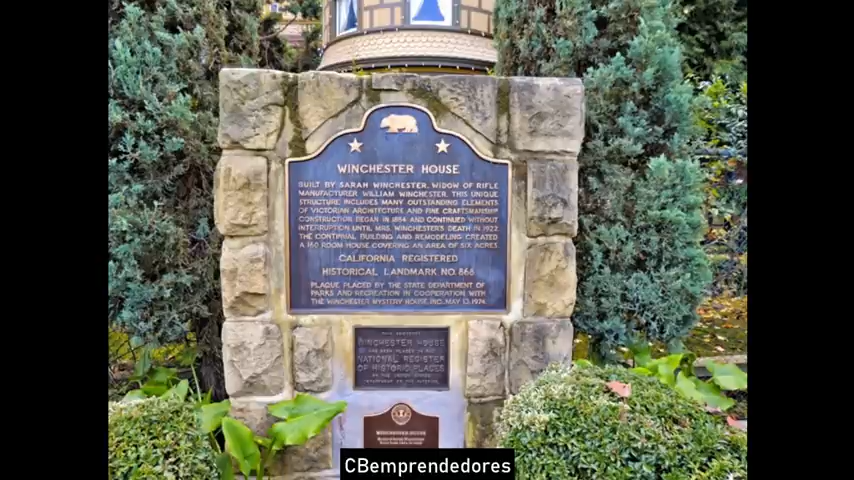 WINCHESTER HOUSE
BUILT BY SARAH WINCHESTER, WIDOW OF RIFLE
MANUFACTURER WILLIAM WINCHESTER, THIS UNIQUE
STRUCTURE INCLUDES MANY OUTSTANDING ELEMENTS
OF VICTORIAN ARCHITECTURE AND FINE CRAFTSMANSHIP.
CONSTRUCTION BEGAN IN 1884 AND CONTINUED WITHOUT
INTERRUPTION UNTIL MRS. WINCHESTER'S DEATH IN 1922.
THE CONTINUAL BUILDING AND REMODELING CREATED
A 160 ROOM HOUSE COVERING AN AREA OF SIX ACRES.
CALIFORNIA REGISTERED
HISTORICAL LANDMARK NO. 868
PLAQUE PLACED BY THE STATE DEPARTMENT OF
PARKS AND RECREATION IN COOPERATION WITH
THE WINCHESTER MYSTERY HOUSE INC. MAY 13, 1974.
WINCHESTER HOUSE
NATIONAL REGISTER
OF HISTORIC PLACES
WINCHESTER HOUSE
CBemprendedores